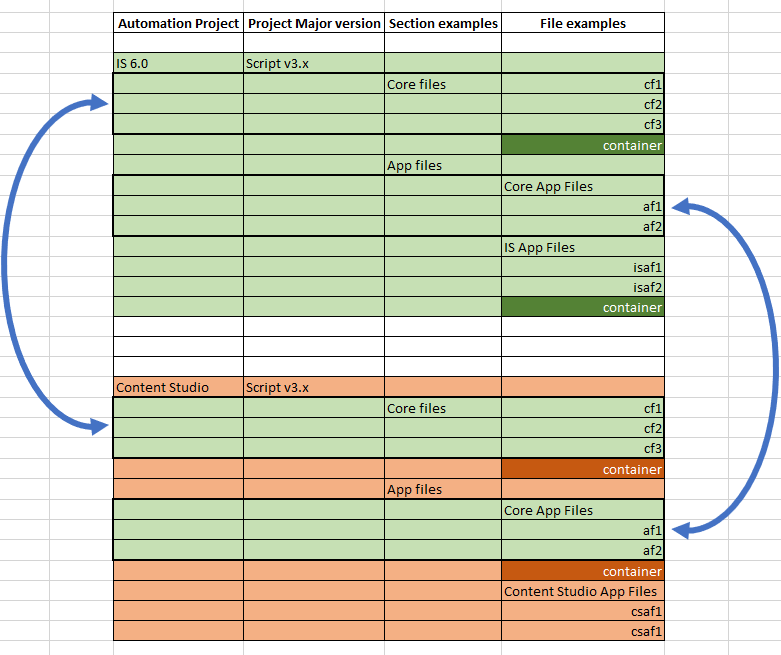 Automation Project Project Major version Section examples File examples
IS 6.0 Script v3.x
Core files cf1
cf2
cf3
container
App files
Core App Files
af1
af2
IS App Files
isaf1
isaf2
container
Content Studio Script v3.x
Core files cf1
cf2
cf3
container
App files
Core App Files
af1
af2
container
Content Studio App Files
csaf1
csaf1